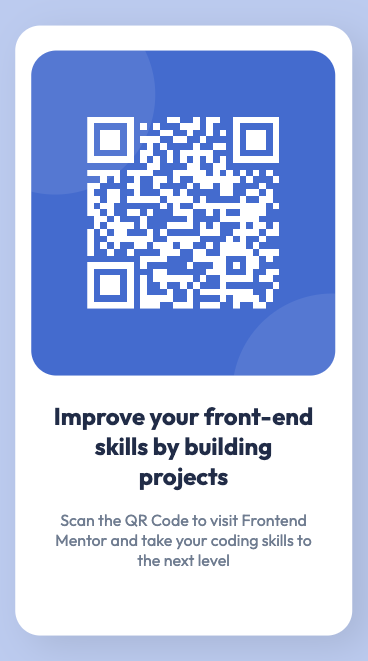 Improve your front-end
skills by building
projects
Scan the QR Code to visit Frontend
Mentor and take your coding skills to
the next level